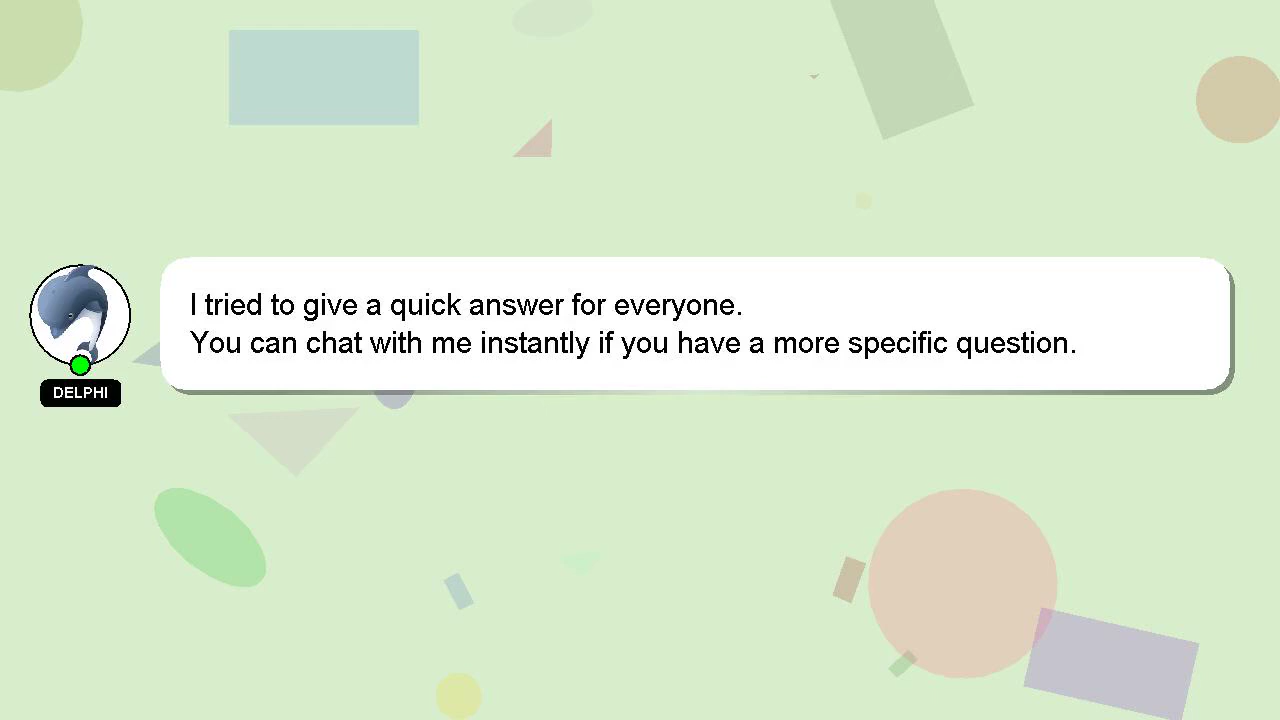 I tried to give a quick answer for everyone.
You can chat with me instantly if you have a more specific question.
DELPHI